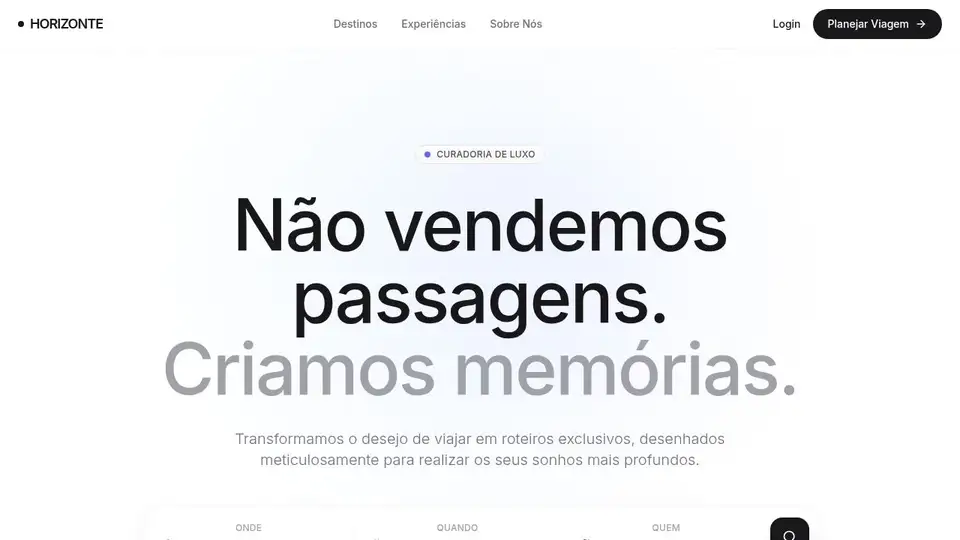 HORIZONTE
Destinos Experiências Sobre Nós
Login Planejar Viagem
CURADORIA DE LUXO
Não vendemos
passagens.
Criamos memórias.
Transformamos o desejo de viajar em roteiros exclusivos, desenhados
meticulosamente para realizar os seus sonhos mais profundos.
ONDE QUANDO QUEM